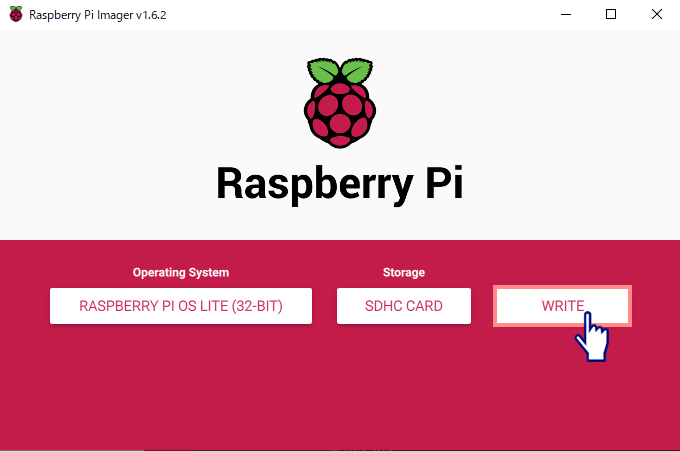 Raspberry Pi Imager v1.6.2
Raspberry Pi
Operating System
Storage
RASPBERRY PI OS LITE (32-BIT)
SDHC CARD
WRITE